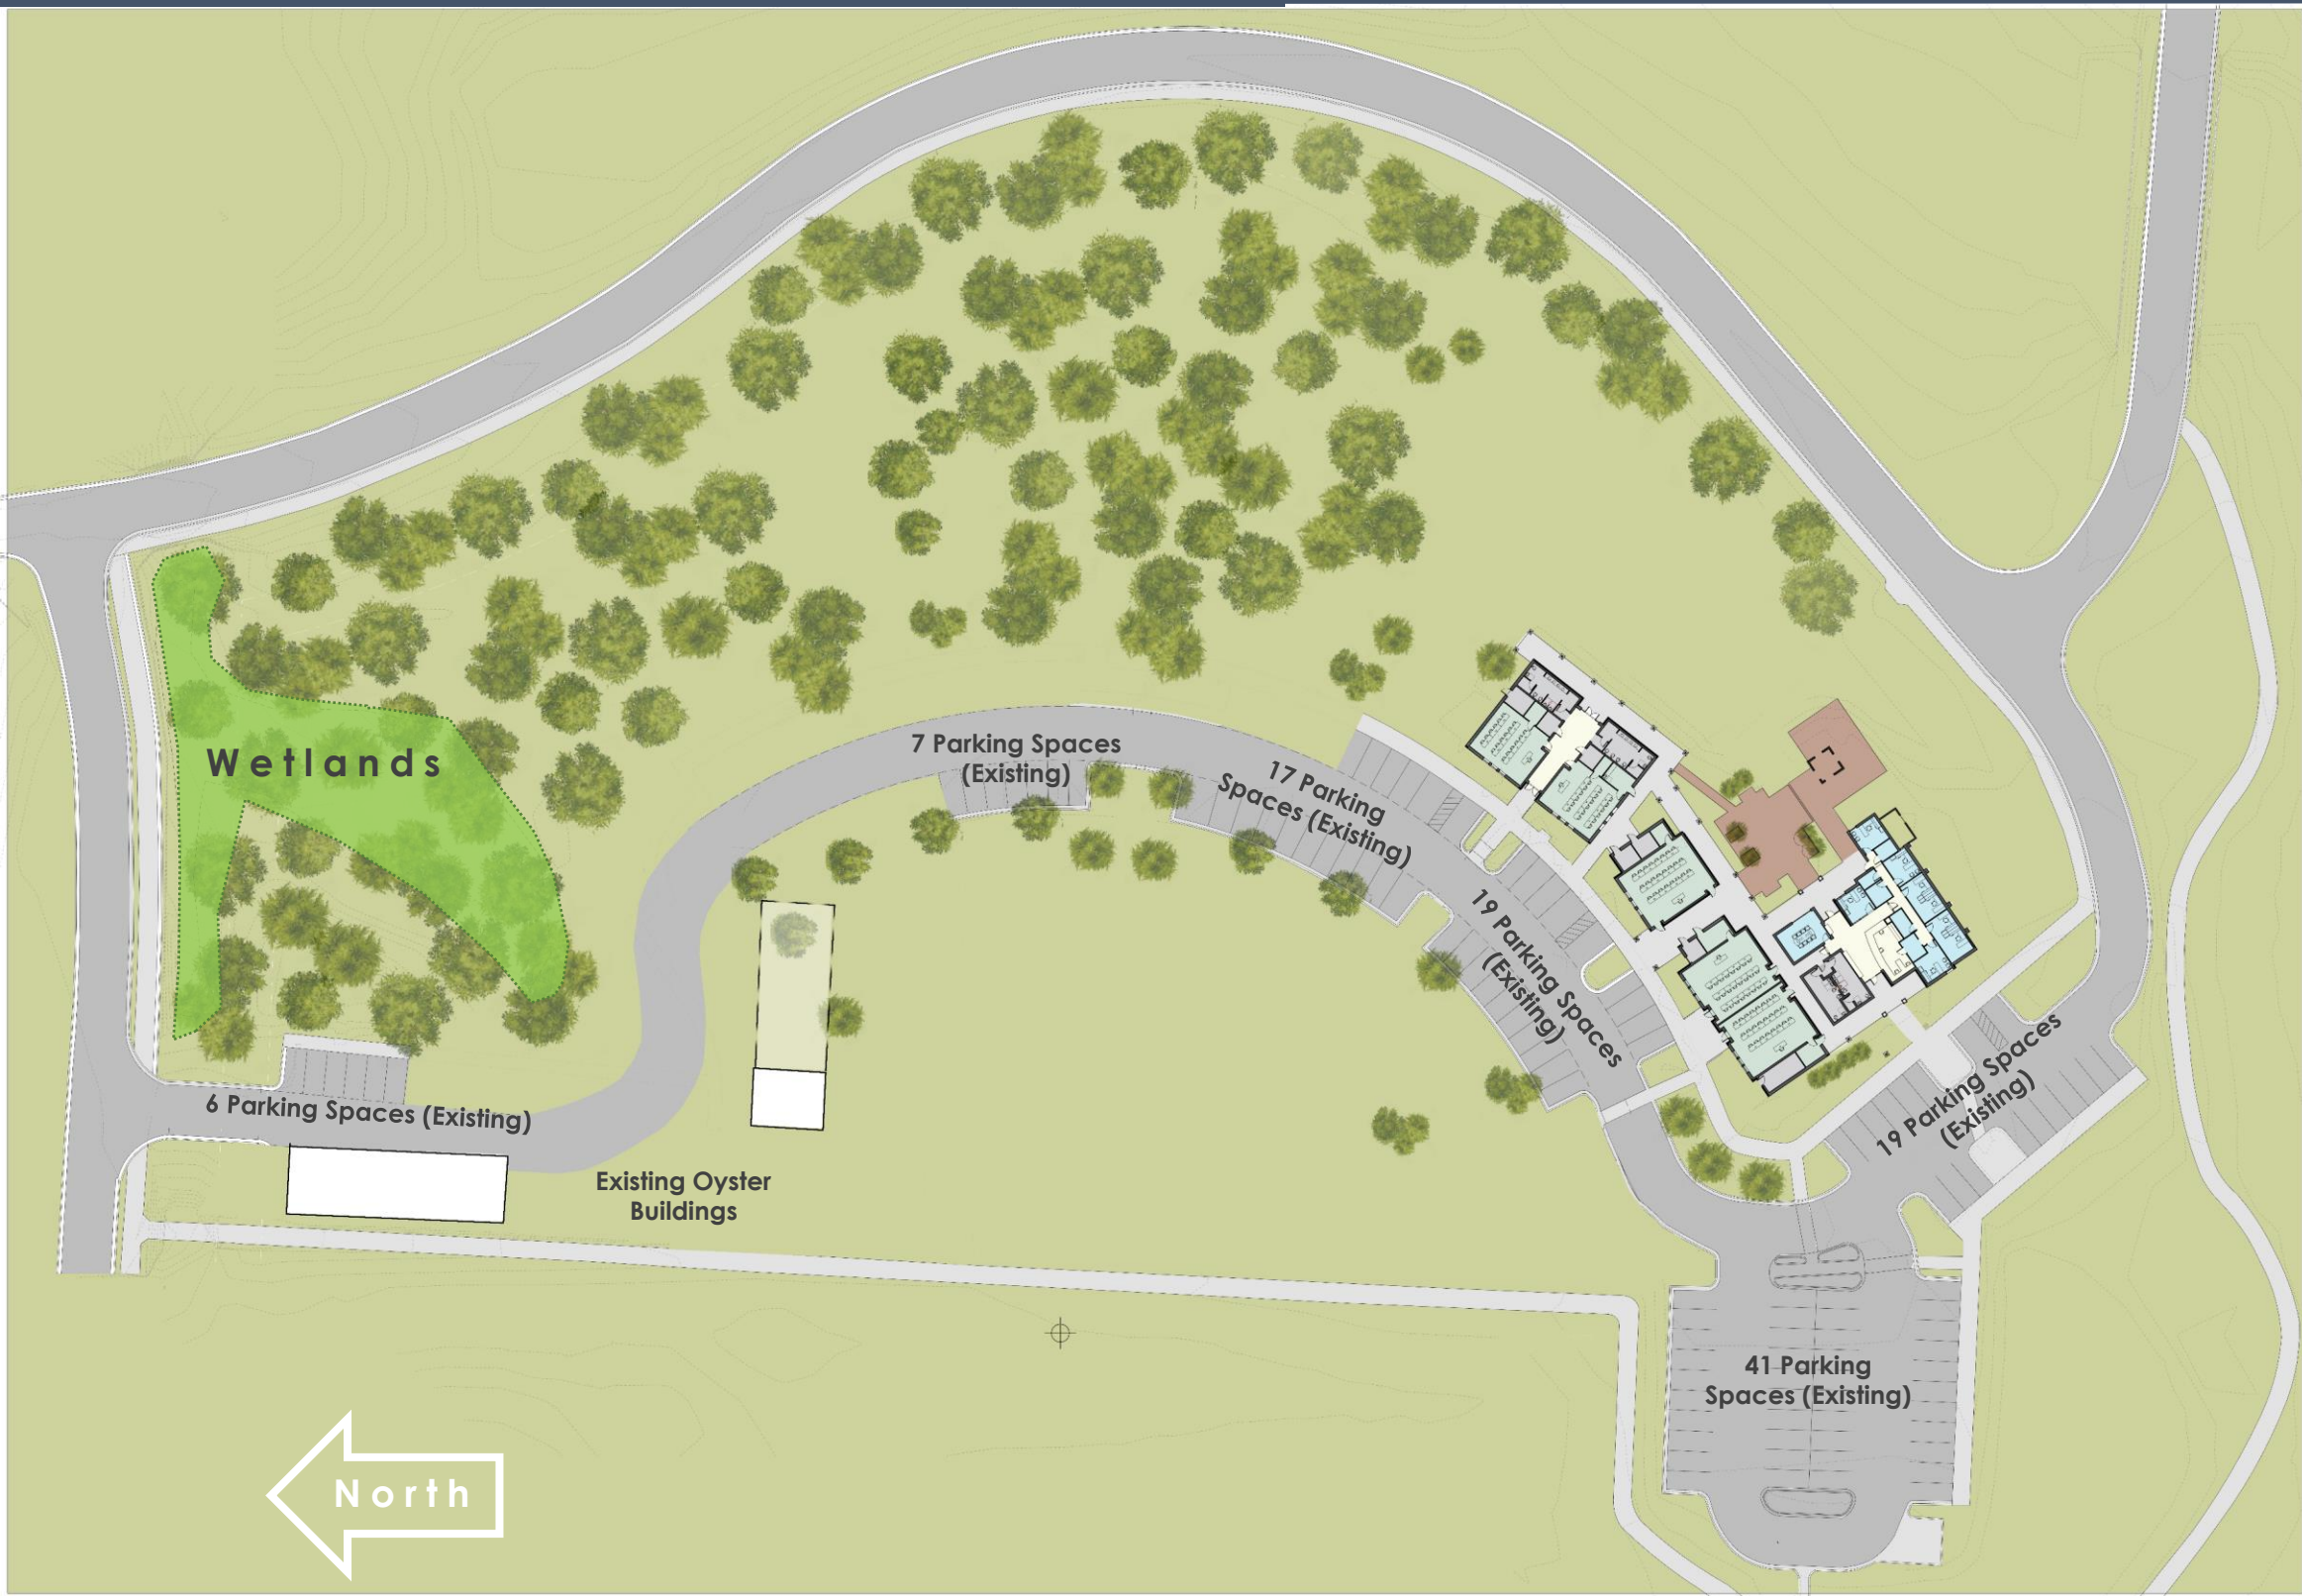 7 Parking Spaces
(Existing)
Wetlands
17 Parking
Spaces (Existing)
19 Parking Spaces
(Existing)
19 Parking Spaces
(Existing)
6 Parking Spaces (Existing)
Existing Oyster
Buildings
41 Parking
Spaces (Existing)
North